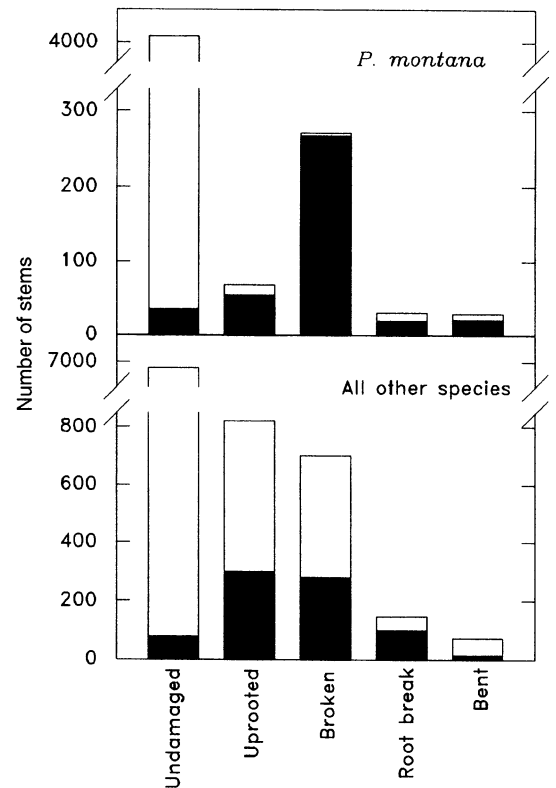 4000
P. montana
300
200
100
0
Number of stems
7000
All other species
800
600
400
200
0
Undamaged
Uprooted
Broken
Root break
Bent